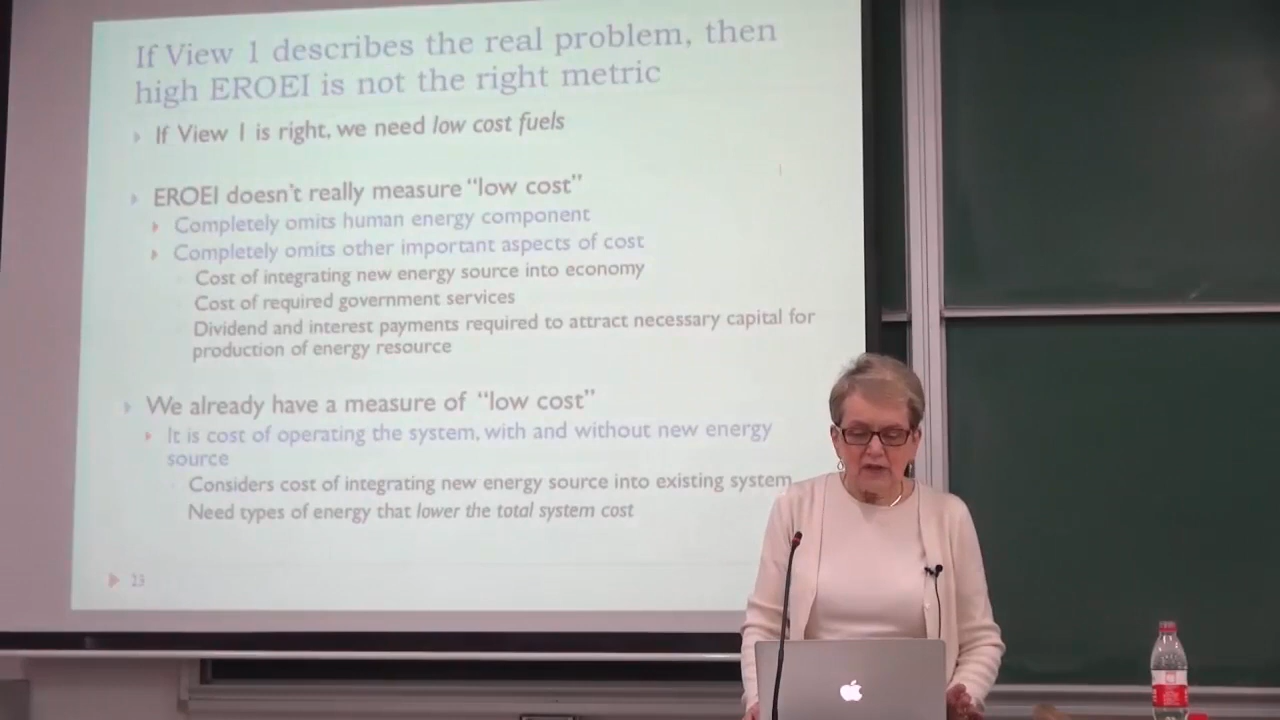 If View 1 describes the real problem, then
high EROEI is not the right metric
If View 1 is right, we need low cost fuels
EROEI doesn't really measure "low cost"
Completely omits human energy component
Completely omits other important aspects of cost
Cost of integrating new energy source into economy
Cost of required government services
Dividend and interest payments required to attract necessary capital for
production of energy resource
We already have a measure of "low cost"
It is cost of operating the system, with and without new energy
source
Considers cost of integrating new energy source into existing system
Need types of energy that lower the total system cost